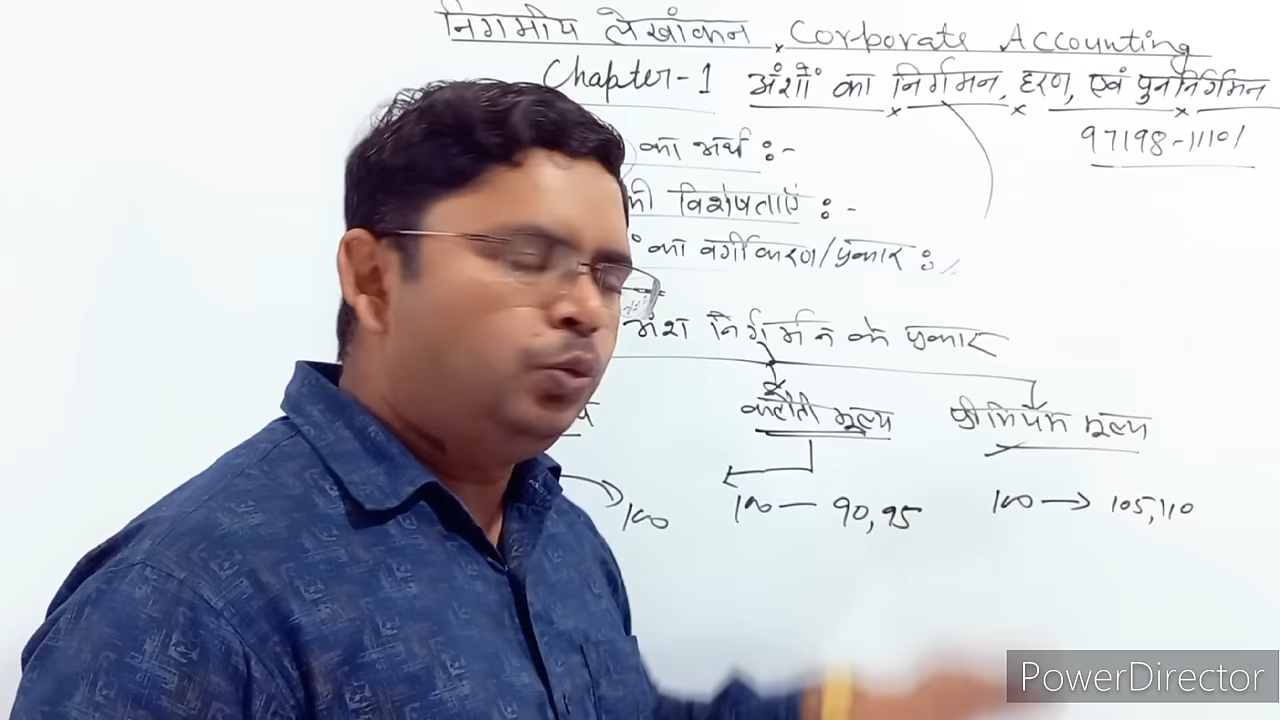 निगमीय लेखांकन, Corporate Accounting
Chapter-1 अंशों का निर्गमन, हरण, एवं पुनर्निर्गमन
97198-11101
का अर्थ :-
की विशेषताएं :-
का वर्गीकरण/प्रकार :
अंश निर्गमन के प्रकार
कटौती मूल्य प्रीमियम मूल्य
100 100 — 90, 95 100 → 105, 110
PowerDirector